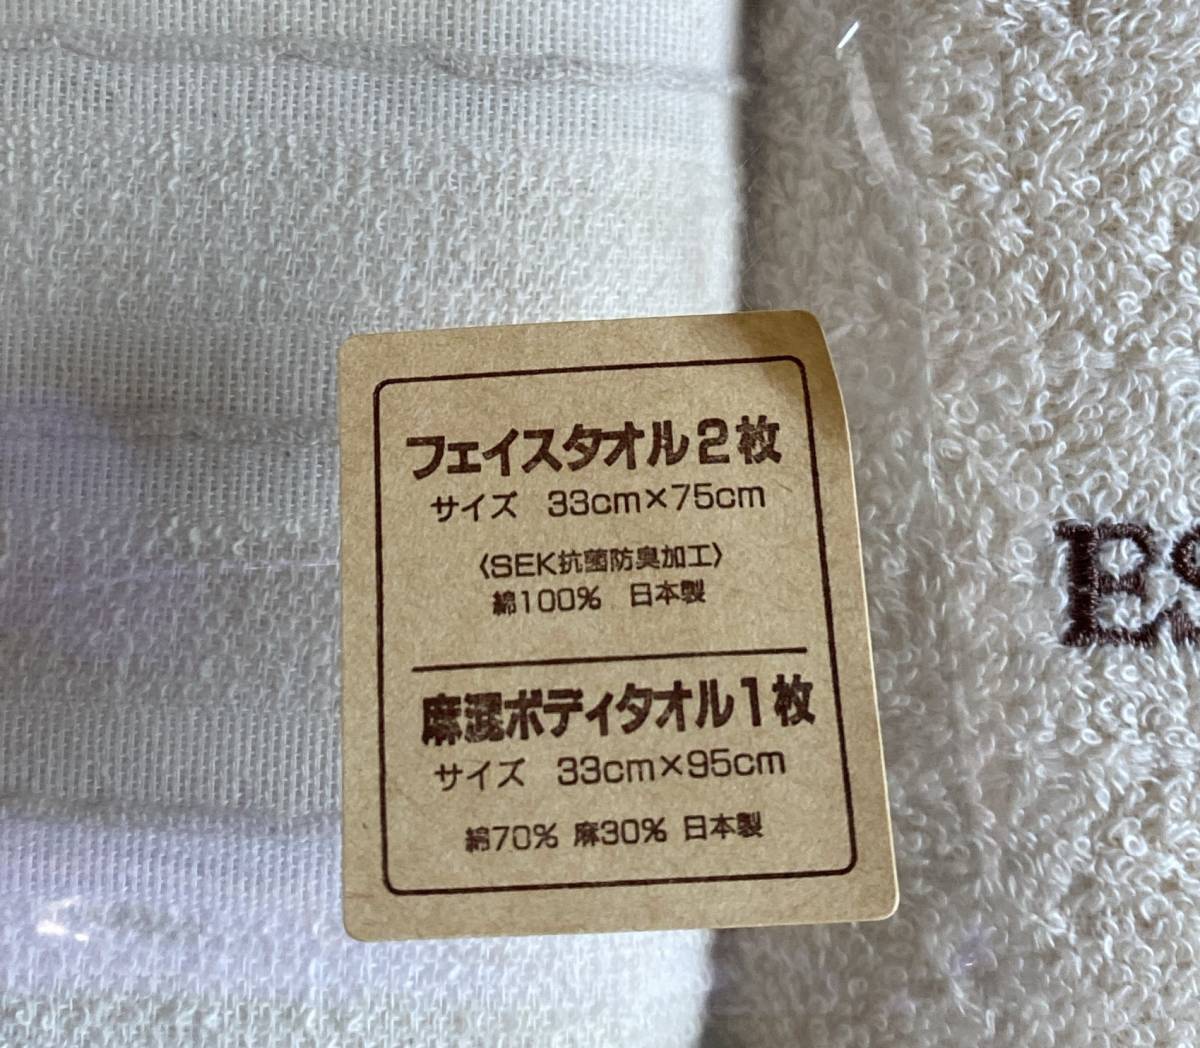 フェイスタオル2枚
サイズ 33cm×75cm
〈SEK抗菌防臭加工〉
綿100% 日本製
麻混ボディタオル1枚
サイズ 33cm×95cm
綿70% 麻30% 日本製
ES